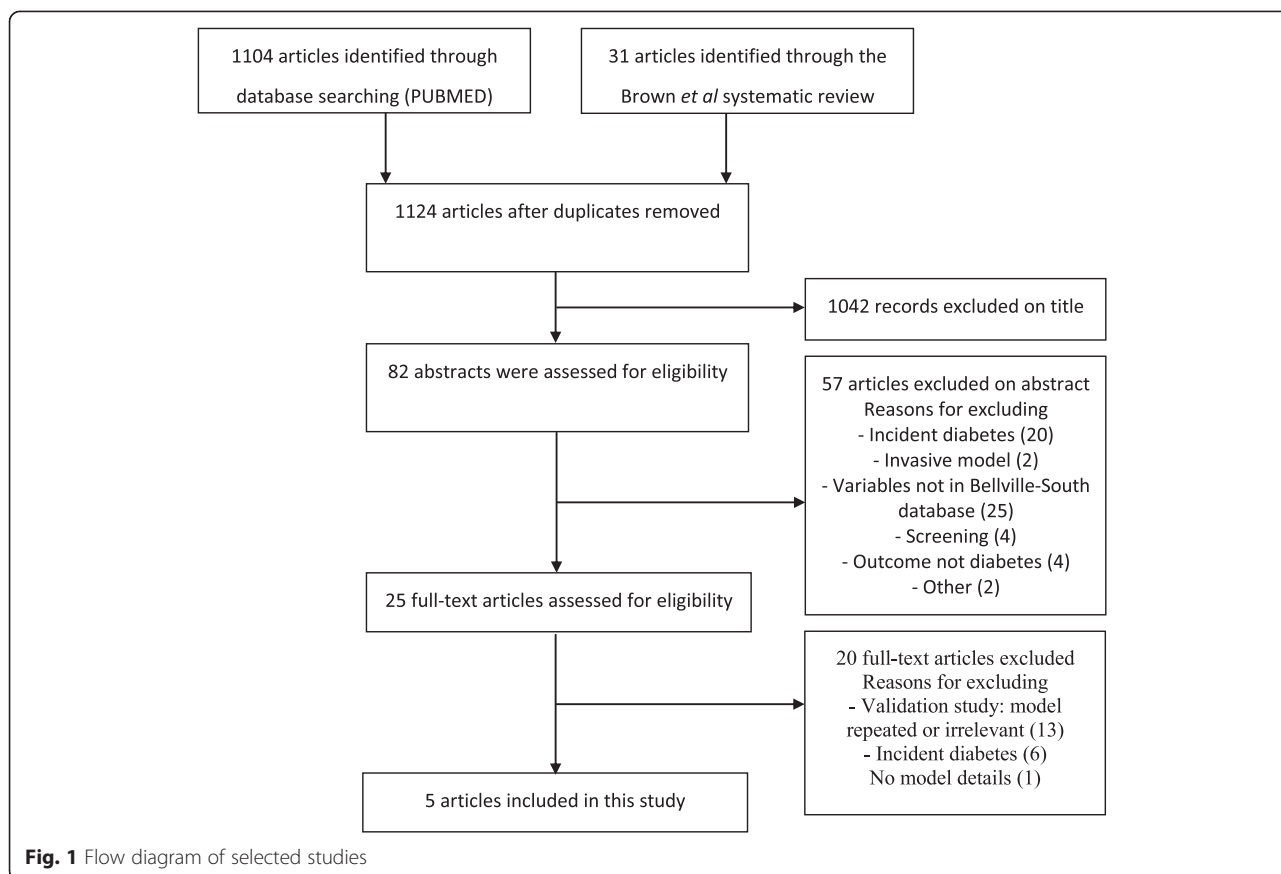 1104 articles identified through
database searching (PUBMED)
31 articles identified through the
Brown et al systematic review
1124 articles after duplicates removed
1042 records excluded on title
82 abstracts were assessed for eligibility
57 articles excluded on abstract
Reasons for excluding
- Incident diabetes (20)
- Invasive model (2)
- Variables not in Bellville-South
database (25)
- Screening (4)
- Outcome not diabetes (4)
- Other (2)
25 full-text articles assessed for eligibility
20 full-text articles excluded
Reasons for excluding
- Validation study: model
repeated or irrelevant (13)
- Incident diabetes (6)
No model details (1)
5 articles included in this study
Fig. 1 Flow diagram of selected studies